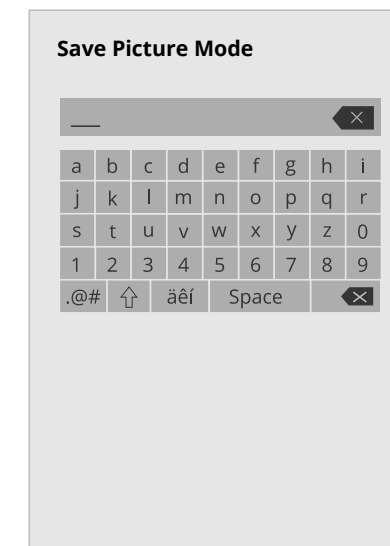 Save Picture Mode
a b c d e f g h i
j k l m n o p q r
s t u v w x y z 0
1 2 3 4 5 6 7 8 9
.@# äêí Space